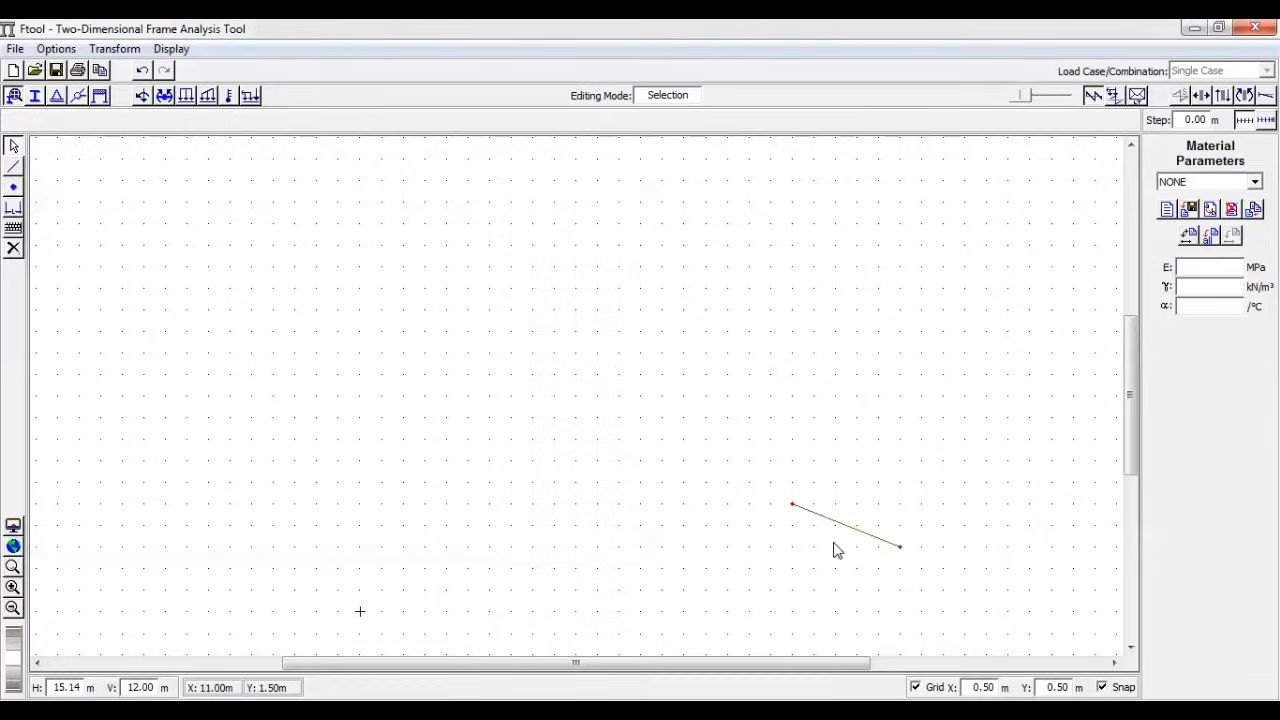 Ftool - Two-Dimensional Frame Analysis Tool
File Options Transform Display
Load Case/Combination: Single Case
Editing Mode: Selection
Step: 0.00 m
Material
Parameters
NONE
all
E: MPa
γ: kN/m³
α: /ºC
H: 15.14 m V: 12.00 m X: 11.00m Y: 1.50m Grid X: 0.50 m Y: 0.50 m Snap